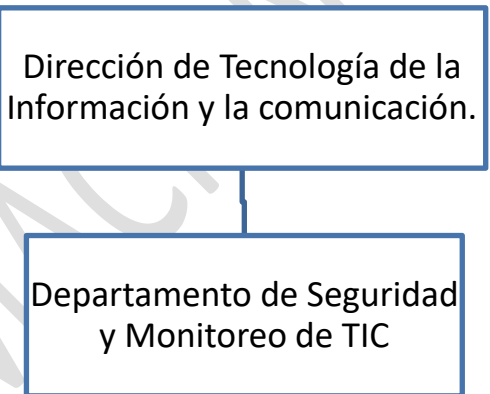 Dirección de Tecnología de la
Información y la comunicación.
Departamento de Seguridad
y Monitoreo de TIC